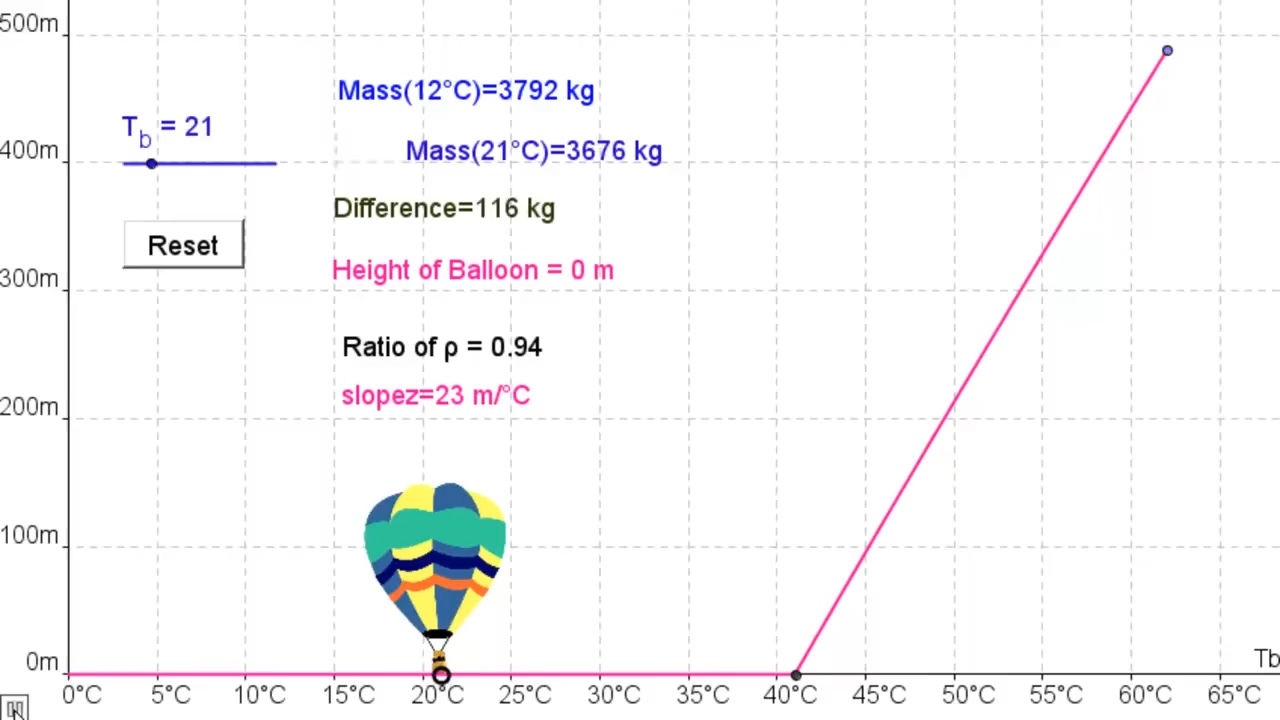 500m
Mass(12°C)=3792 kg
T_b = 21
400m
Mass(21°C)=3676 kg
Difference=116 kg
Reset
300m
Height of Balloon = 0 m
Ratio of ρ = 0.94
slopez=23 m/°C
200m
100m
0m
Tb
0°C 5°C 10°C 15°C 20°C 25°C 30°C 35°C 40°C 45°C 50°C 55°C 60°C 65°C